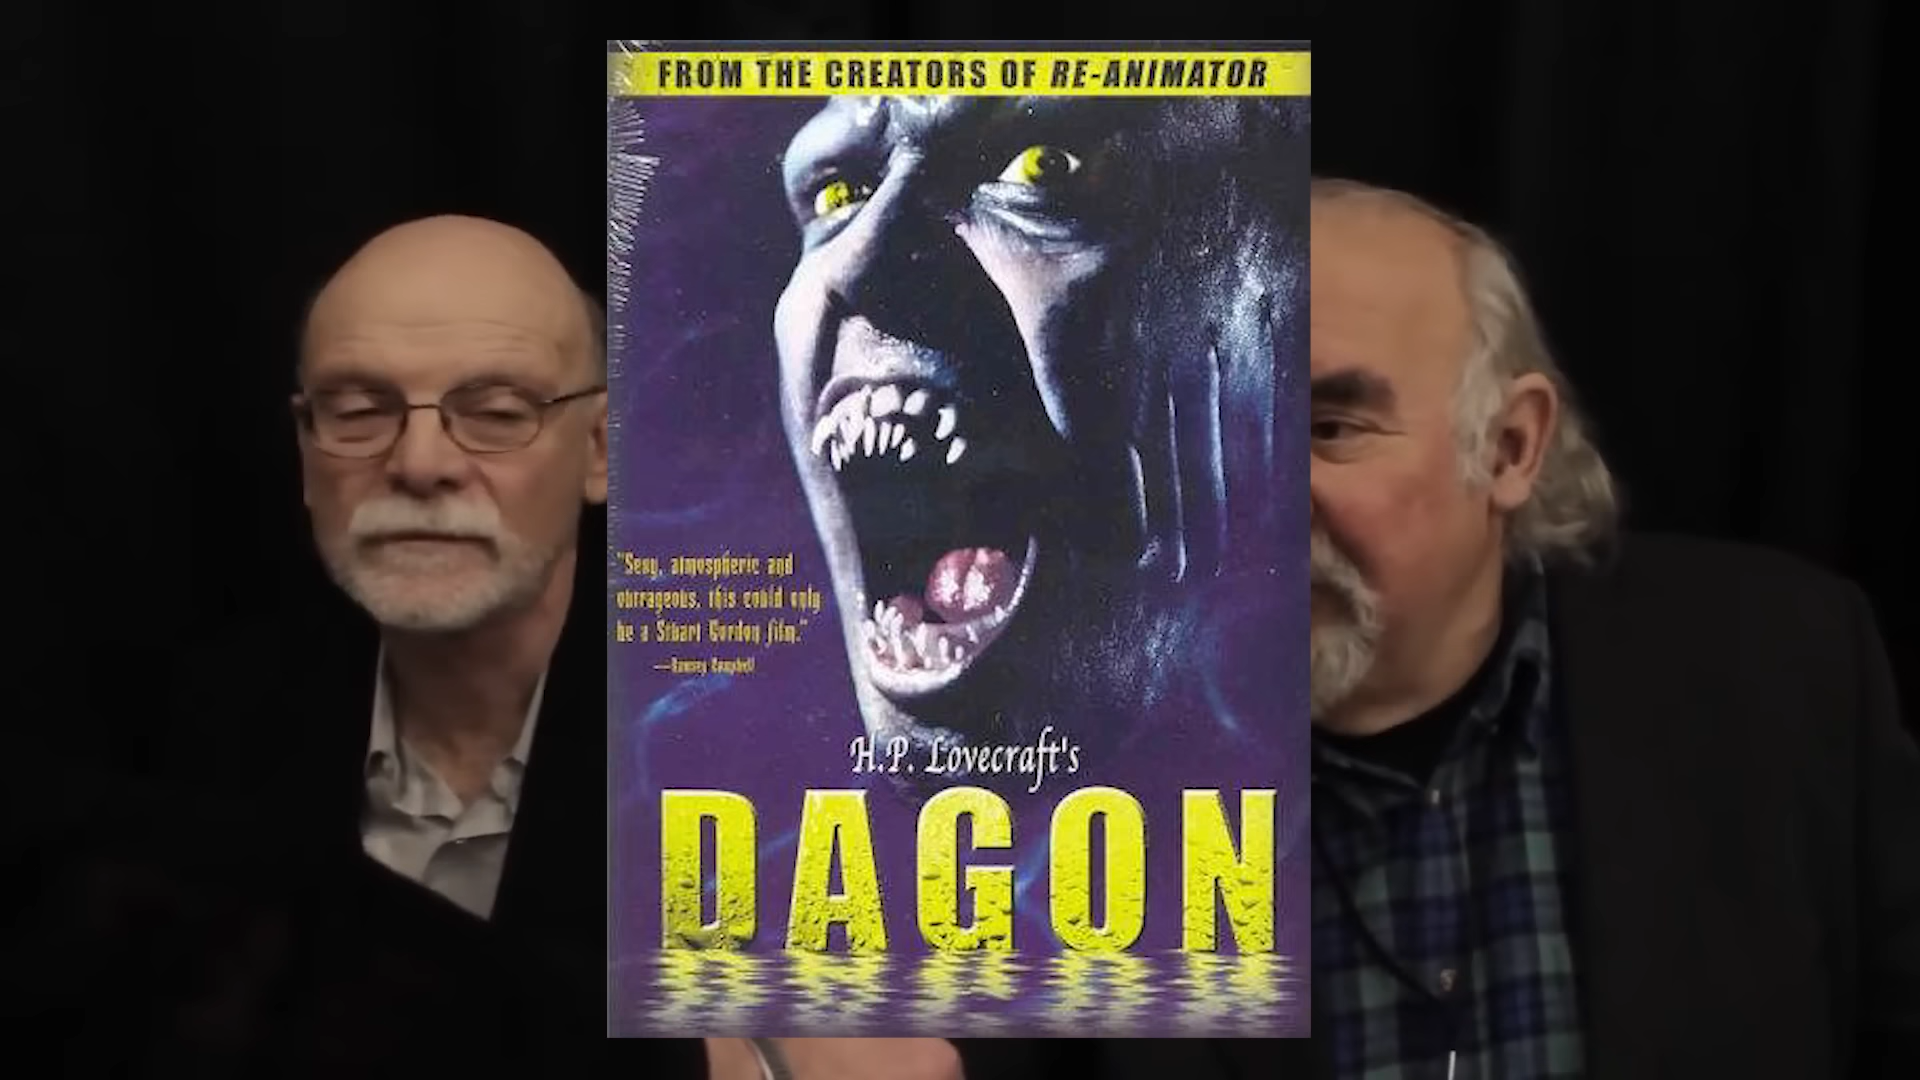 FROM THE CREATORS OF RE-ANIMATOR
"Sexy, atmospheric and
outrageous, this could only
be a Stuart Gordon film."
—Ramsey Campbell
H.P. Lovecraft's
DAGON